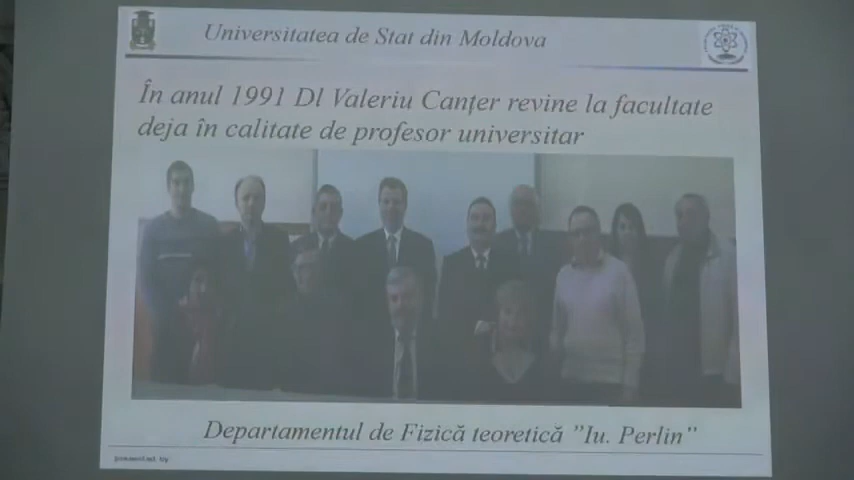 Universitatea de Stat din Moldova
În anul 1991 Dl Valeriu Canțer revine la facultate
deja în calitate de profesor universitar
Departamentul de Fizică teoretică ”Iu. Perlin”